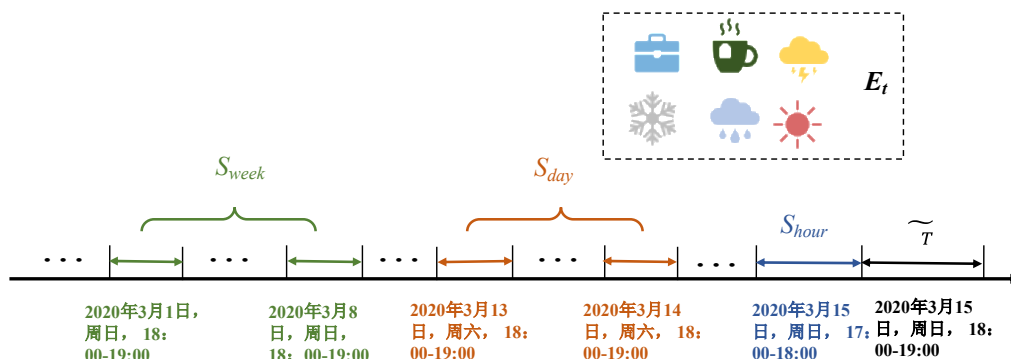 E_t
S_week
S_day
S_hour
~
T
2020年3月1日,
周日, 18:
00-19:00
2020年3月8
日, 周日,
18: 00-19:00
2020年3月13
日, 周六, 18:
00-19:00
2020年3月14
日, 周六, 18:
00-19:00
2020年3月15
日, 周日, 17:
00-18:00
2020年3月15
日, 周日, 18:
00-19:00